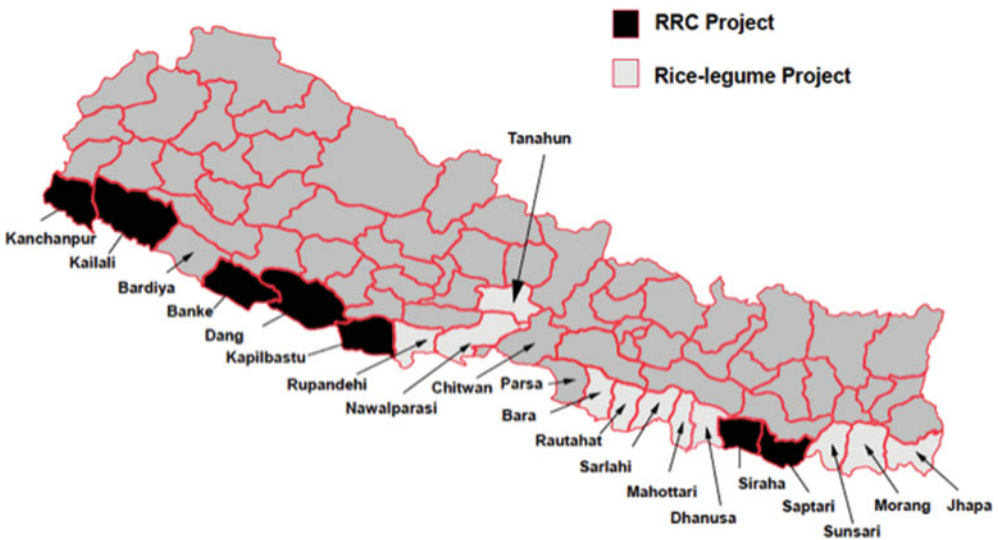 RRC Project
Rice-legume Project
Tanahun
Kanchanpur
Kailali
Bardiya
Banke
Dang
Kapilbastu
Rupandehi
Nawalparasi
Chitwan
Parsa
Bara
Rautahat
Sarlahi
Mahottari
Dhanusa
Siraha
Saptari
Sunsari
Morang
Jhapa